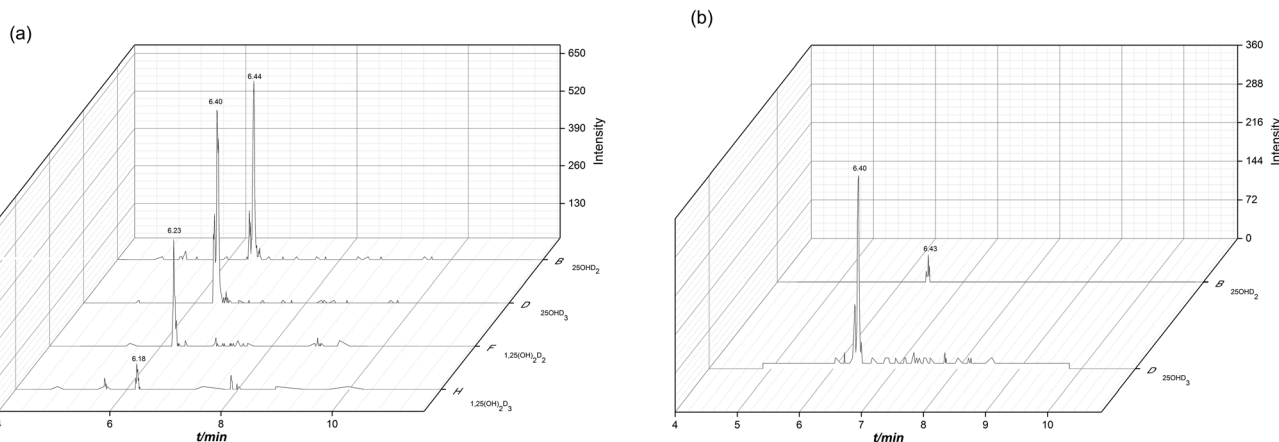 (a)
650
520
390
260
130
Intensity
6.44
6.40
6.23
6.18
B 25OHD2
D 25OHD3
F 1,25(OH)2D2
H 1,25(OH)2D3
4 6 8 10
t/min
(b)
360
288
216
144
72
0
Intensity
6.40
6.43
B 25OHD2
D 25OHD3
4 5 6 7 8 9 10
t/min